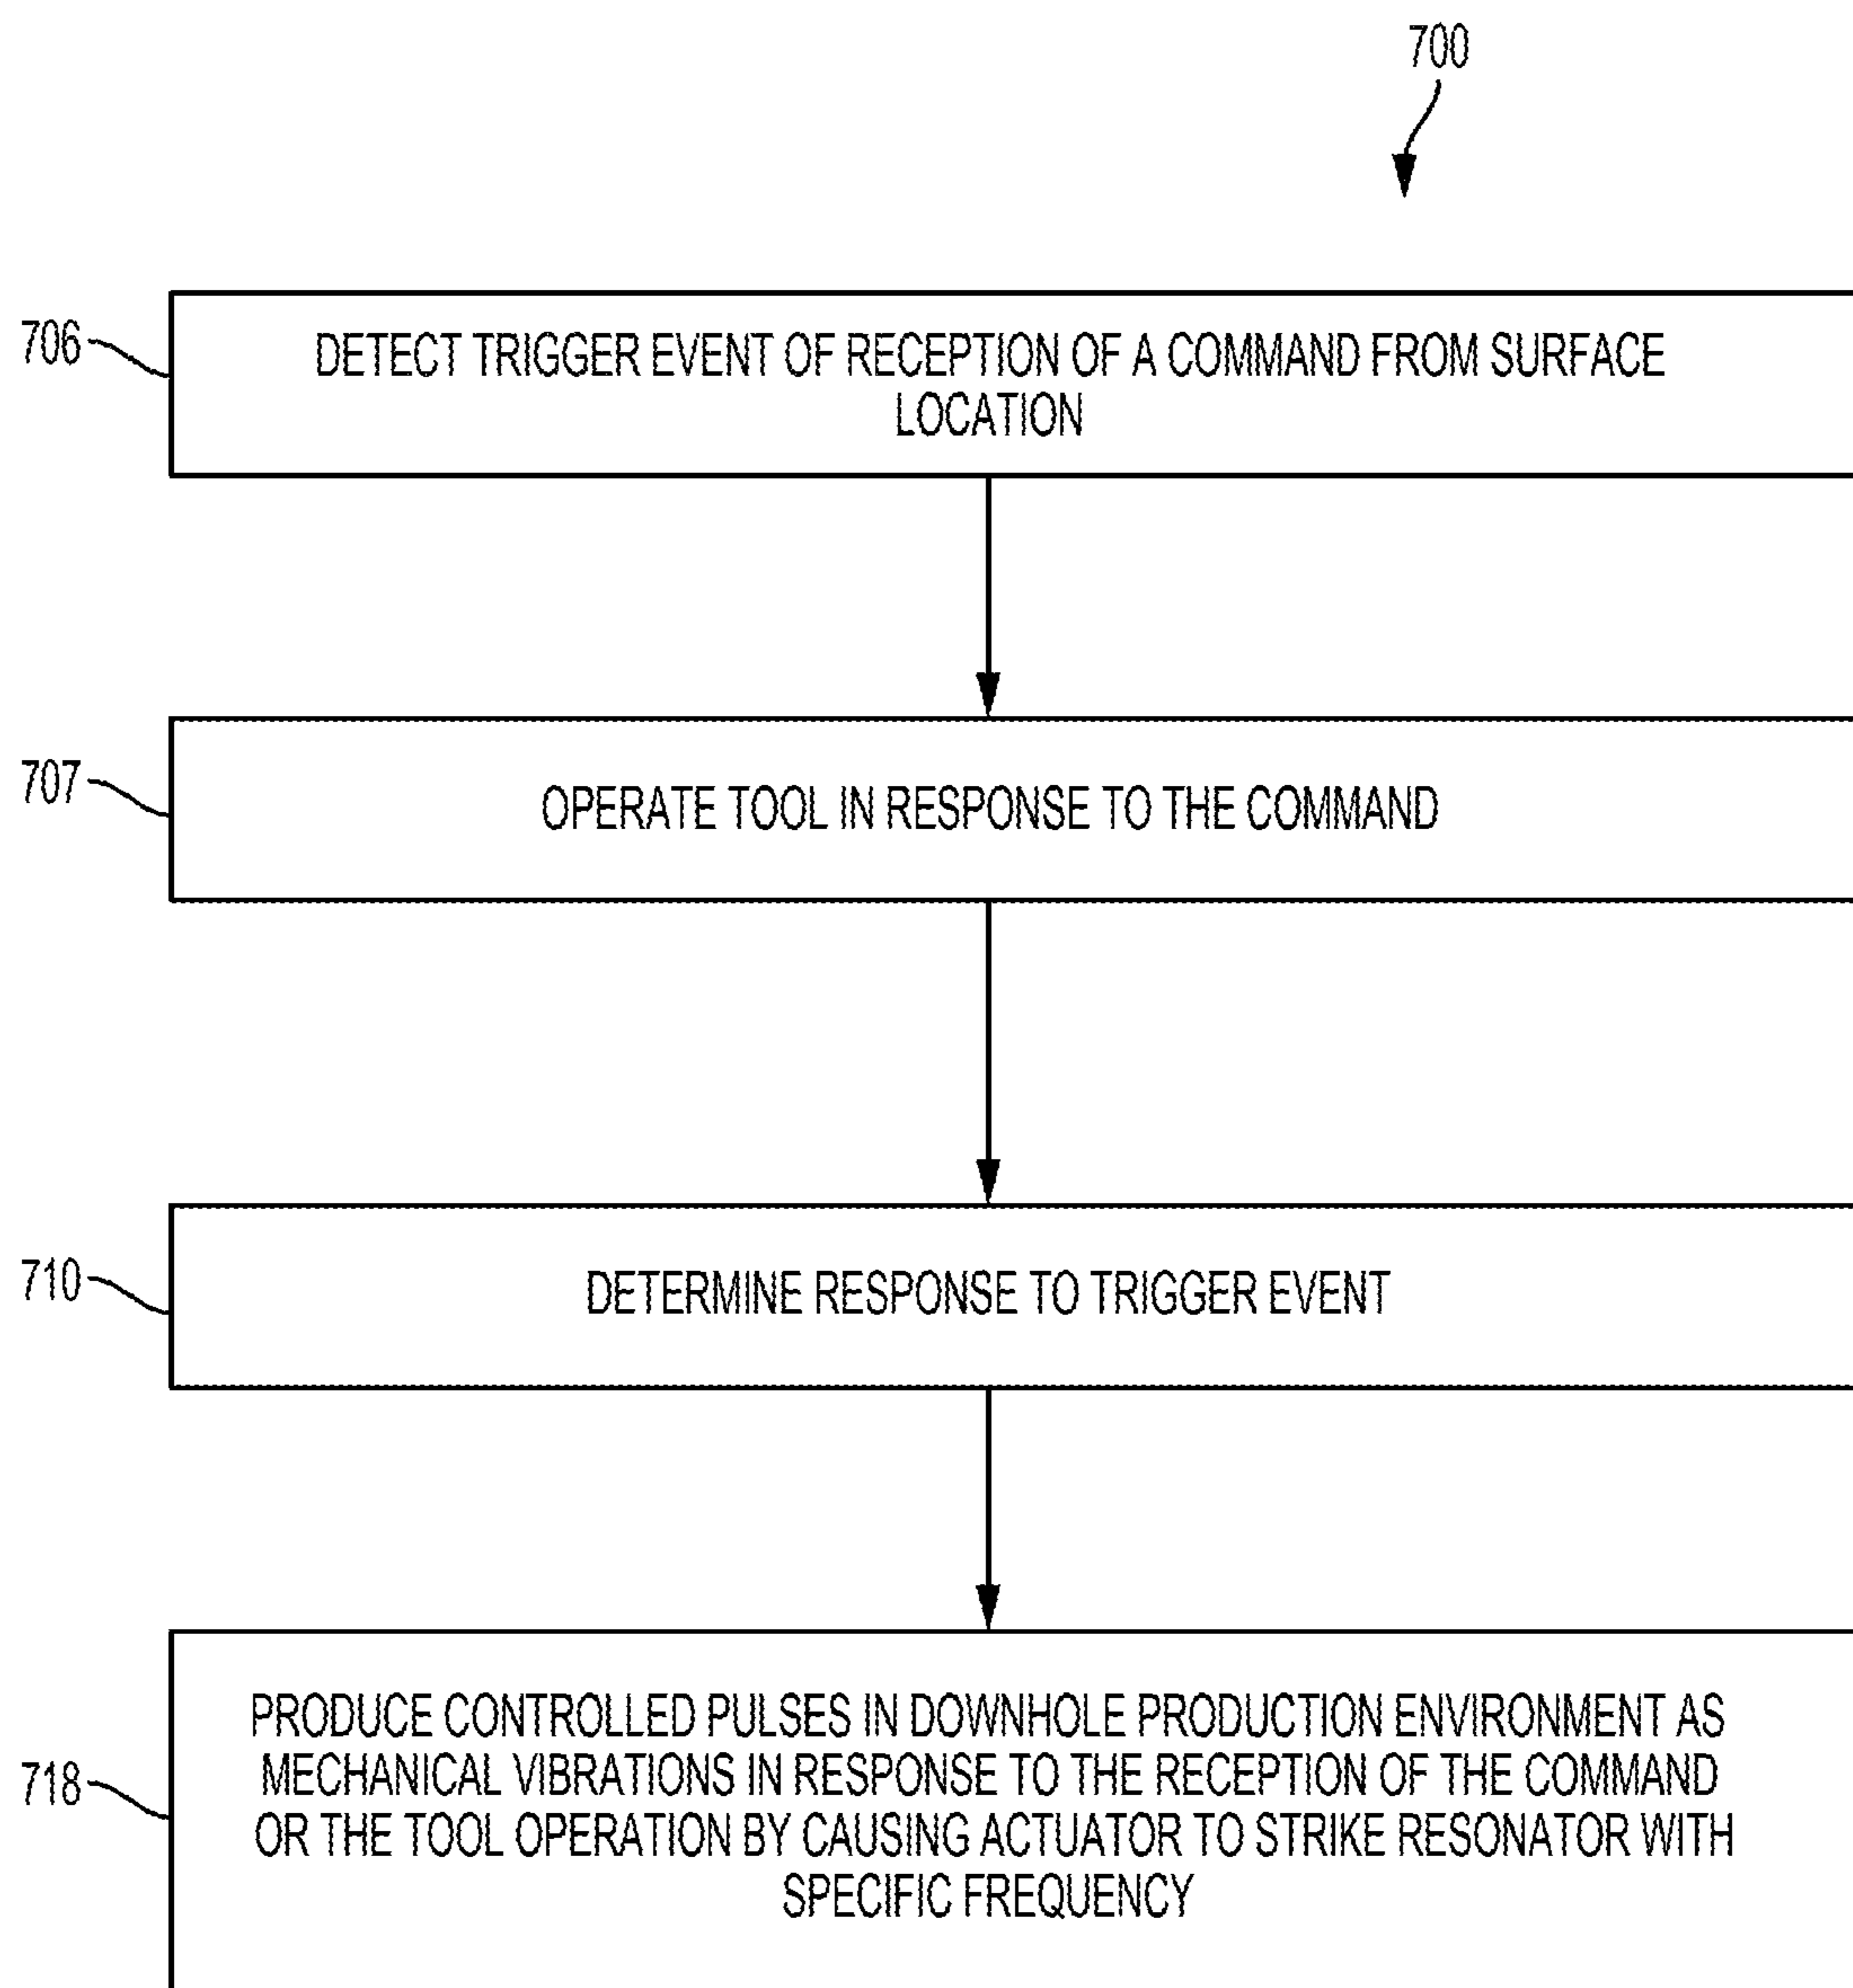 700
706
DETECT TRIGGER EVENT OF RECEPTION OF A COMMAND FROM SURFACE
LOCATION
707
OPERATE TOOL IN RESPONSE TO THE COMMAND
710
DETERMINE RESPONSE TO TRIGGER EVENT
718
PRODUCE CONTROLLED PULSES IN DOWNHOLE PRODUCTION ENVIRONMENT AS
MECHANICAL VIBRATIONS IN RESPONSE TO THE RECEPTION OF THE COMMAND
OR THE TOOL OPERATION BY CAUSING ACTUATOR TO STRIKE RESONATOR WITH
SPECIFIC FREQUENCY